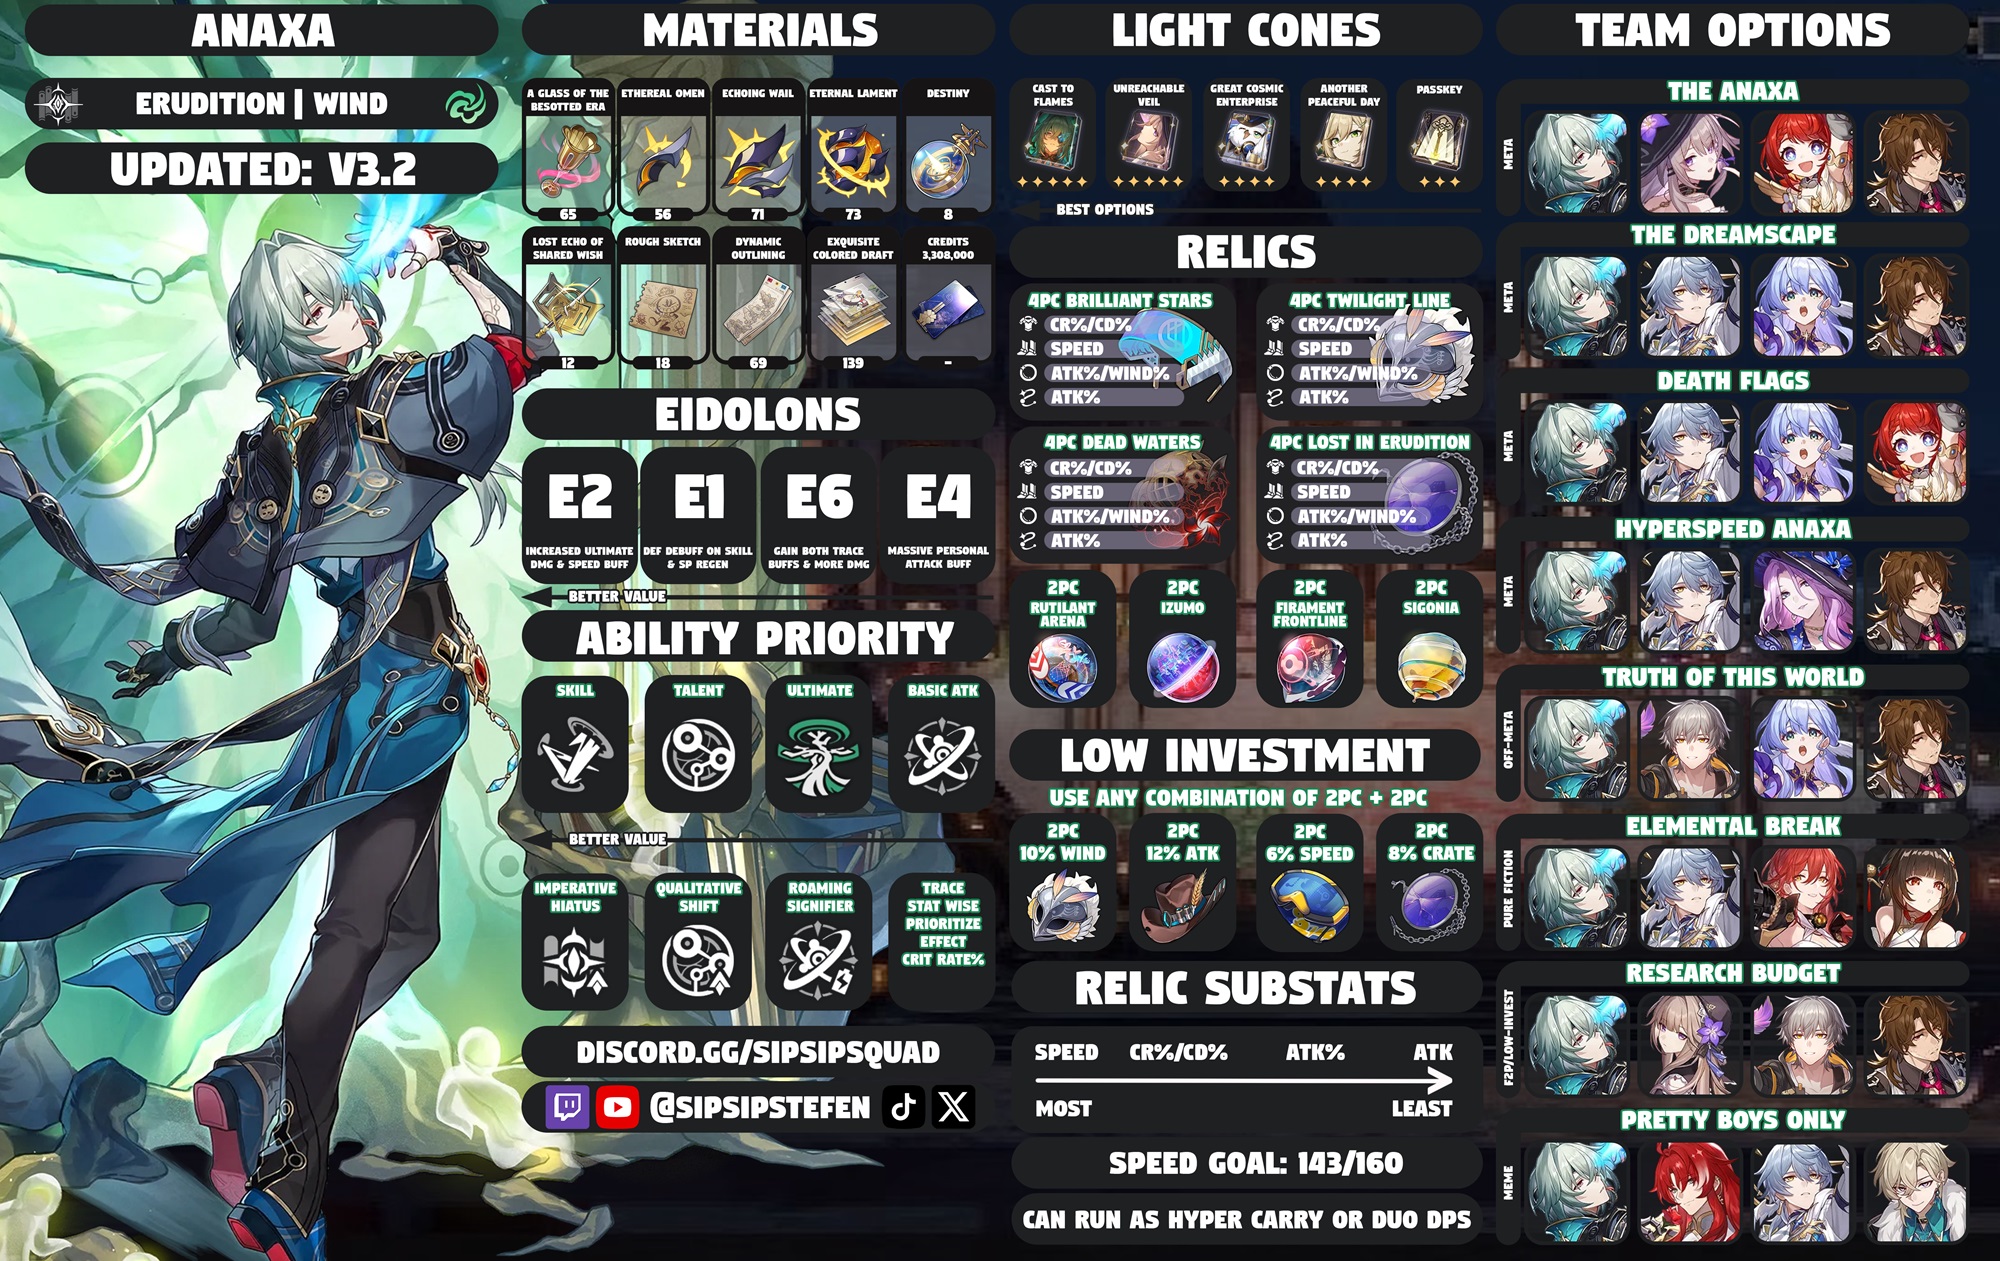 ANAXA
ERUDITION | WIND
UPDATED: V3.2
MATERIALS
A GLASS OF THE
BESOTTED ERA
65
ETHEREAL OMEN
56
ECHOING WAIL
71
ETERNAL LAMENT
73
DESTINY
8
LOST ECHO OF
SHARED WISH
12
ROUGH SKETCH
18
DYNAMIC
OUTLINING
69
EXQUISITE
COLORED DRAFT
139
CREDITS
3,308,000
-
EIDOLONS
E2
INCREASED ULTIMATE
DMG & SPEED BUFF
E1
DEF DEBUFF ON SKILL
& SP REGEN
E6
GAIN BOTH TRACE
BUFFS & MORE DMG
E4
MASSIVE PERSONAL
ATTACK BUFF
BETTER VALUE
ABILITY PRIORITY
SKILL
TALENT
ULTIMATE
BASIC ATK
BETTER VALUE
IMPERATIVE
HIATUS
QUALITATIVE
SHIFT
ROAMING
SIGNIFIER
TRACE
STAT WISE
PRIORITIZE
EFFECT
CRIT RATE%
DISCORD.GG/SIPSIPSQUAD
@SIPSIPSTEFEN
LIGHT CONES
CAST TO
FLAMES
UNREACHABLE
VEIL
GREAT COSMIC
ENTERPRISE
ANOTHER
PEACEFUL DAY
PASSKEY
BEST OPTIONS
RELICS
4PC BRILLIANT STARS
CR%/CD%
SPEED
ATK%/WIND%
ATK%
4PC TWILIGHT LINE
CR%/CD%
SPEED
ATK%/WIND%
ATK%
4PC DEAD WATERS
CR%/CD%
SPEED
ATK%/WIND%
ATK%
4PC LOST IN ERUDITION
CR%/CD%
SPEED
ATK%/WIND%
ATK%
2PC
RUTILANT
ARENA
2PC
IZUMO
2PC
FIRAMENT
FRONTLINE
2PC
SIGONIA
LOW INVESTMENT
USE ANY COMBINATION OF 2PC + 2PC
2PC
10% WIND
2PC
12% ATK
2PC
6% SPEED
2PC
8% CRATE
RELIC SUBSTATS
SPEED CR%/CD% ATK% ATK
MOST LEAST
SPEED GOAL: 143/160
CAN RUN AS HYPER CARRY OR DUO DPS
TEAM OPTIONS
THE ANAXA
META
THE DREAMSCAPE
META
DEATH FLAGS
META
HYPERSPEED ANAXA
META
TRUTH OF THIS WORLD
OFF-META
ELEMENTAL BREAK
PURE FICTION
RESEARCH BUDGET
F2P/LOW-INVEST
PRETTY BOYS ONLY
MEME